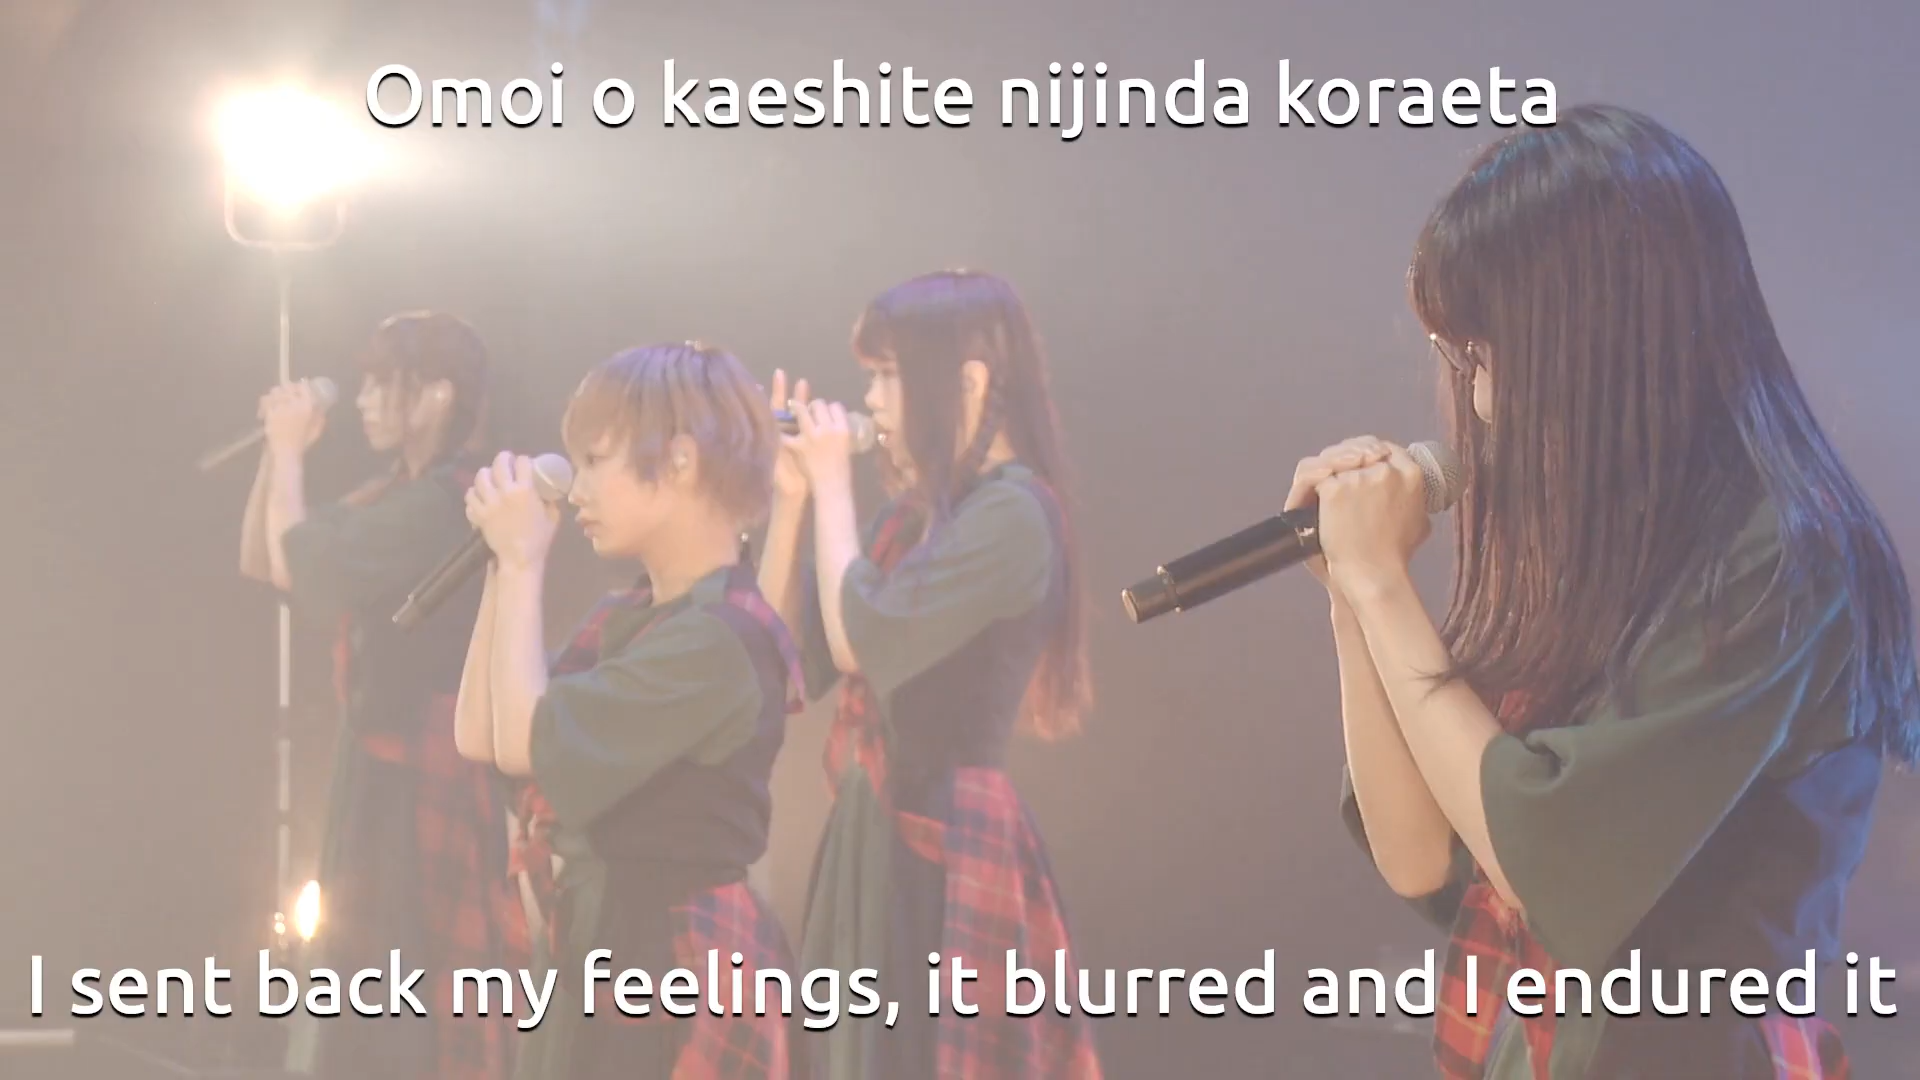 Omoi o kaeshite nijinda koraeta
I sent back my feelings, it blurred and I endured it